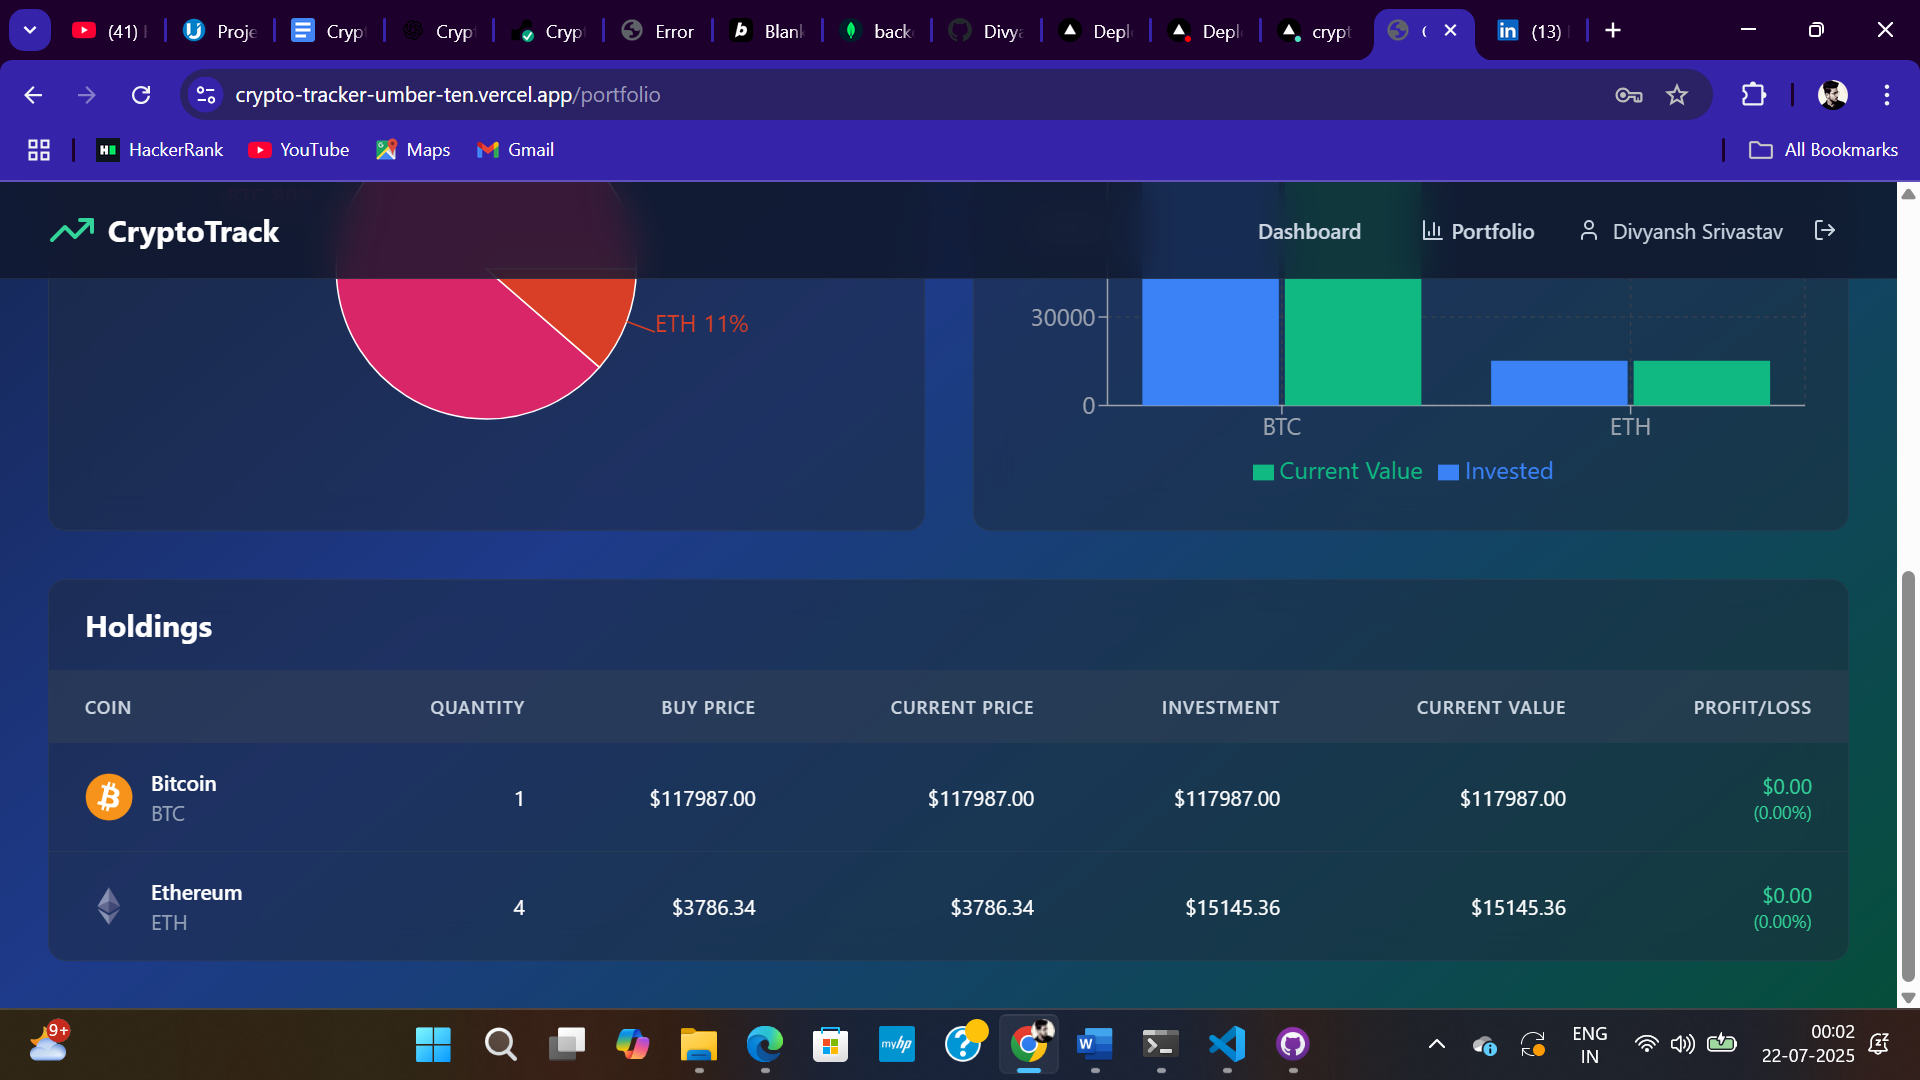 (41)
Proje
Crypt
Crypt
Crypt
Error
Blank
back
Divya
Depl
Depl
crypt
(13)
crypto-tracker-umber-ten.vercel.app/portfolio
HackerRank YouTube Maps Gmail All Bookmarks
CryptoTrack Dashboard Portfolio Divyansh Srivastav
ETH 11%
30000
0
BTC ETH
Current Value Invested
Holdings
COIN QUANTITY BUY PRICE CURRENT PRICE INVESTMENT CURRENT VALUE PROFIT/LOSS
Bitcoin
BTC
1 $117987.00 $117987.00 $117987.00 $117987.00 $0.00
(0.00%)
Ethereum
ETH
4 $3786.34 $3786.34 $15145.36 $15145.36 $0.00
(0.00%)
9+
myhp
ENG
IN
00:02
22-07-2025